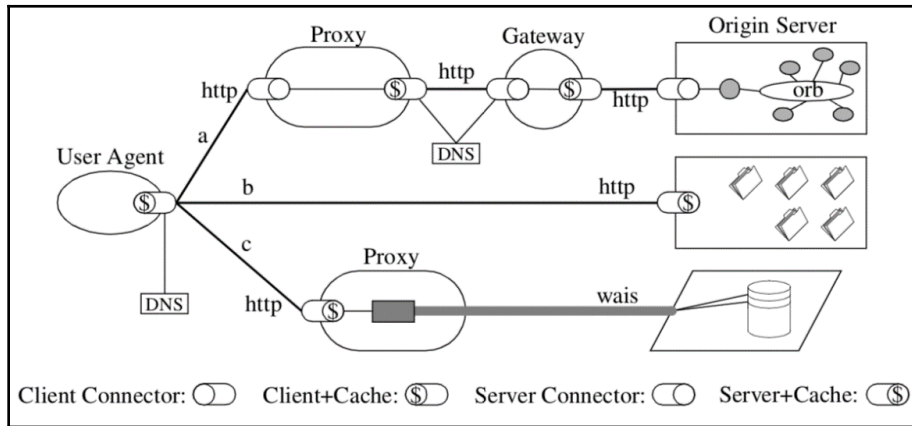 Proxy
Gateway
Origin Server
http
$
http
$
http
orb
a
DNS
User Agent
$
b
http
$
c
Proxy
DNS
http
$
wais
Client Connector:
Client+Cache: $
Server Connector:
Server+Cache: $